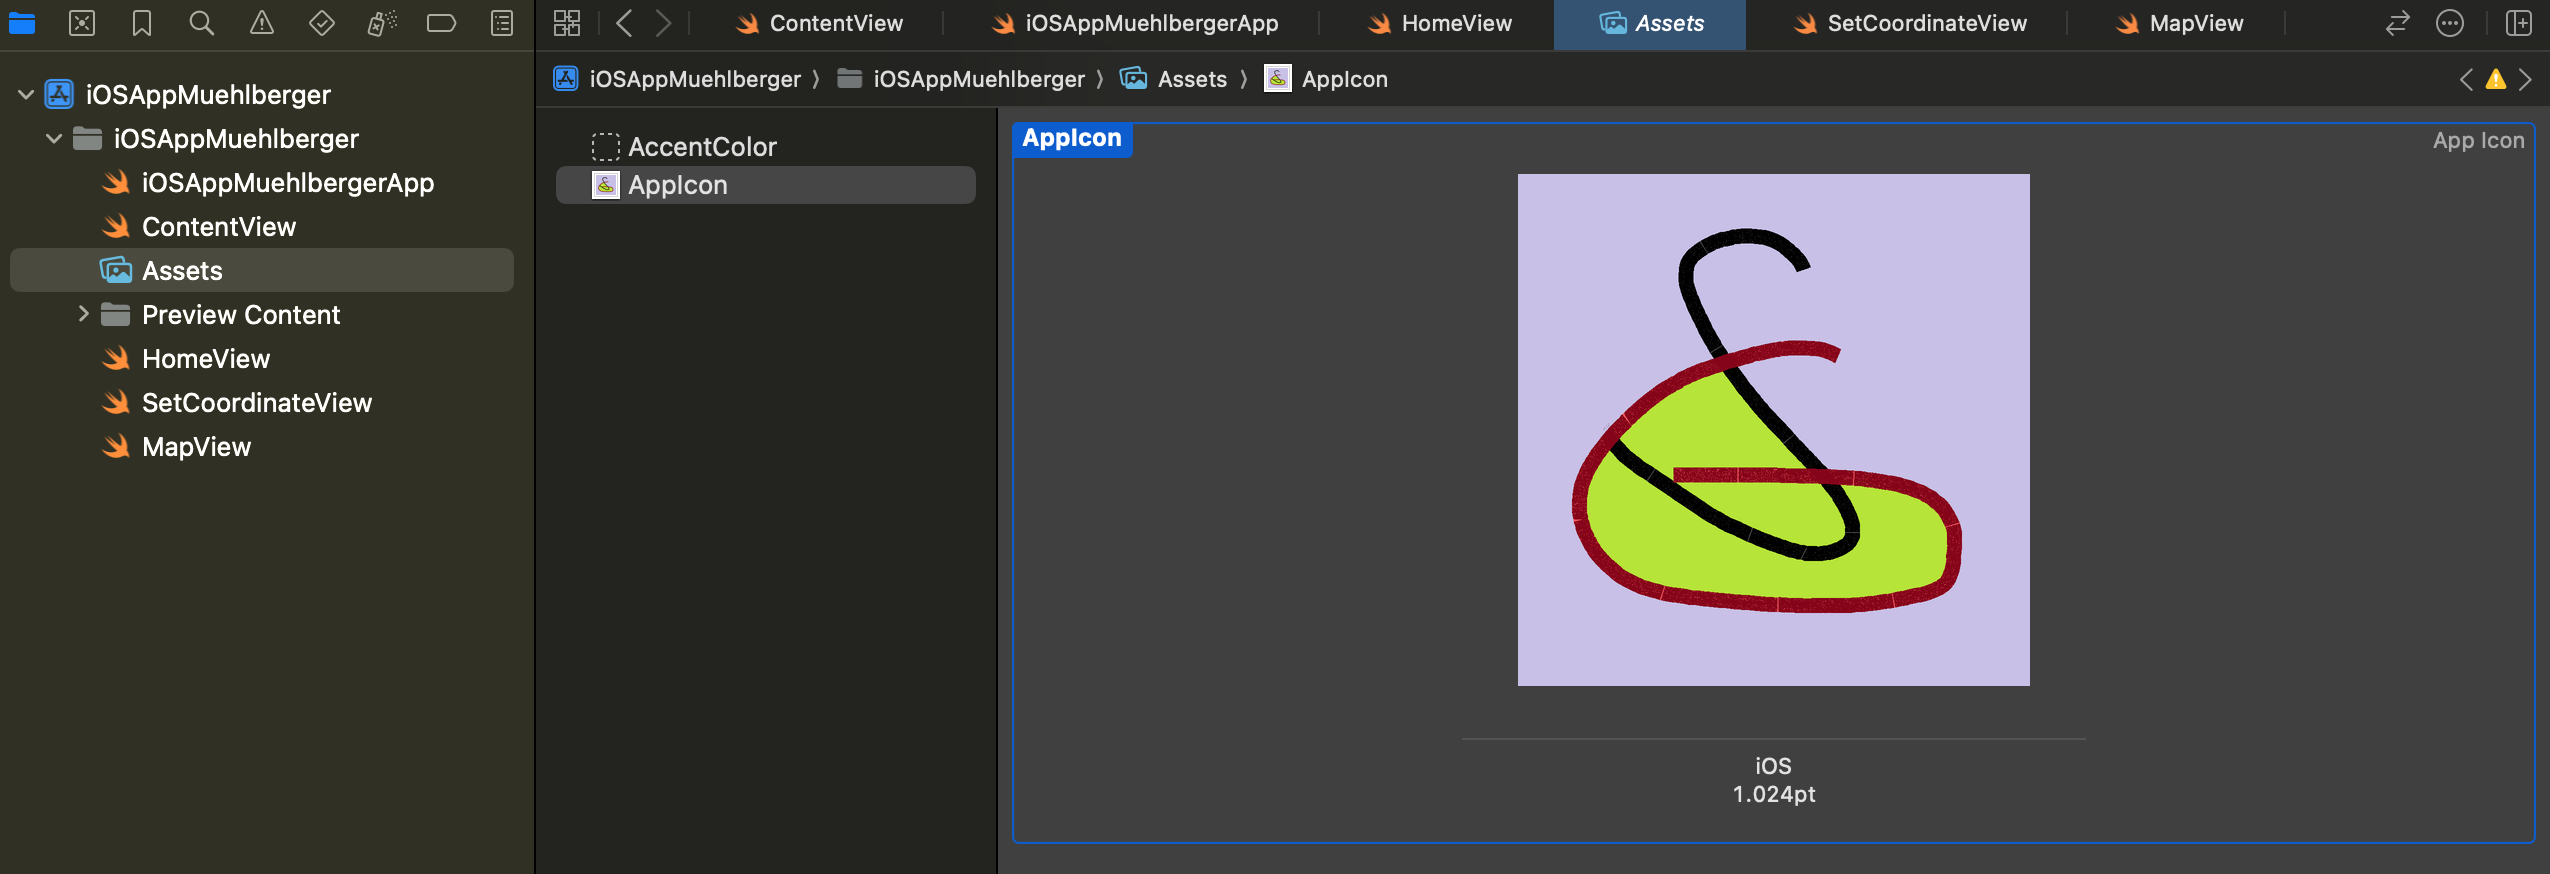 ContentView
iOSAppMuehlbergerApp
HomeView
Assets
SetCoordinateView
MapView
iOSAppMuehlberger
iOSAppMuehlberger
Assets
AppIcon
iOSAppMuehlberger
iOSAppMuehlberger
iOSAppMuehlbergerApp
ContentView
Assets
Preview Content
HomeView
SetCoordinateView
MapView
AccentColor
AppIcon
AppIcon
App Icon
iOS
1.024pt